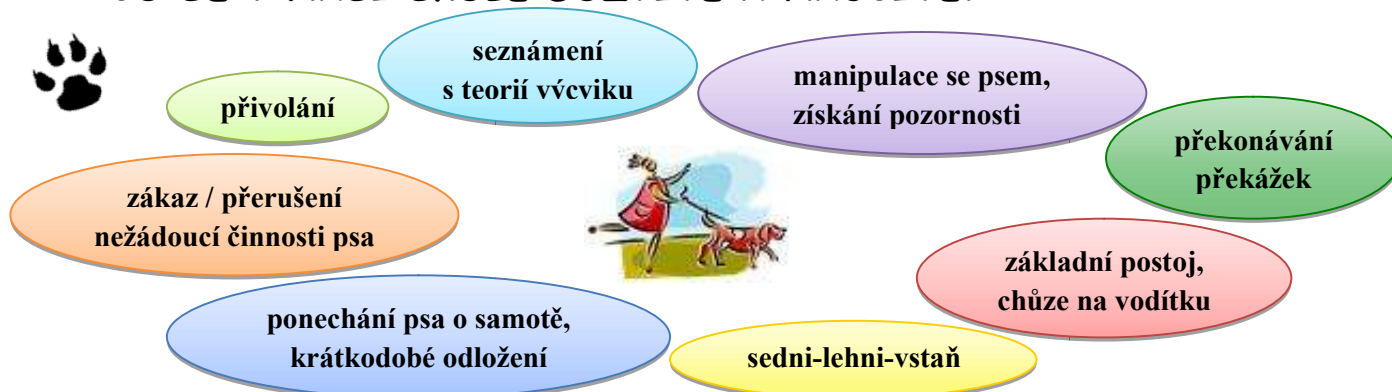 seznámení
s teorií výcviku
manipulace se psem,
získání pozornosti
přivolání
překonávání
překážek
zákaz / přerušení
nežádoucí činnosti psa
základní postoj,
chůze na vodítku
ponechání psa o samotě,
krátkodobé odložení
sedni-lehni-vstaň